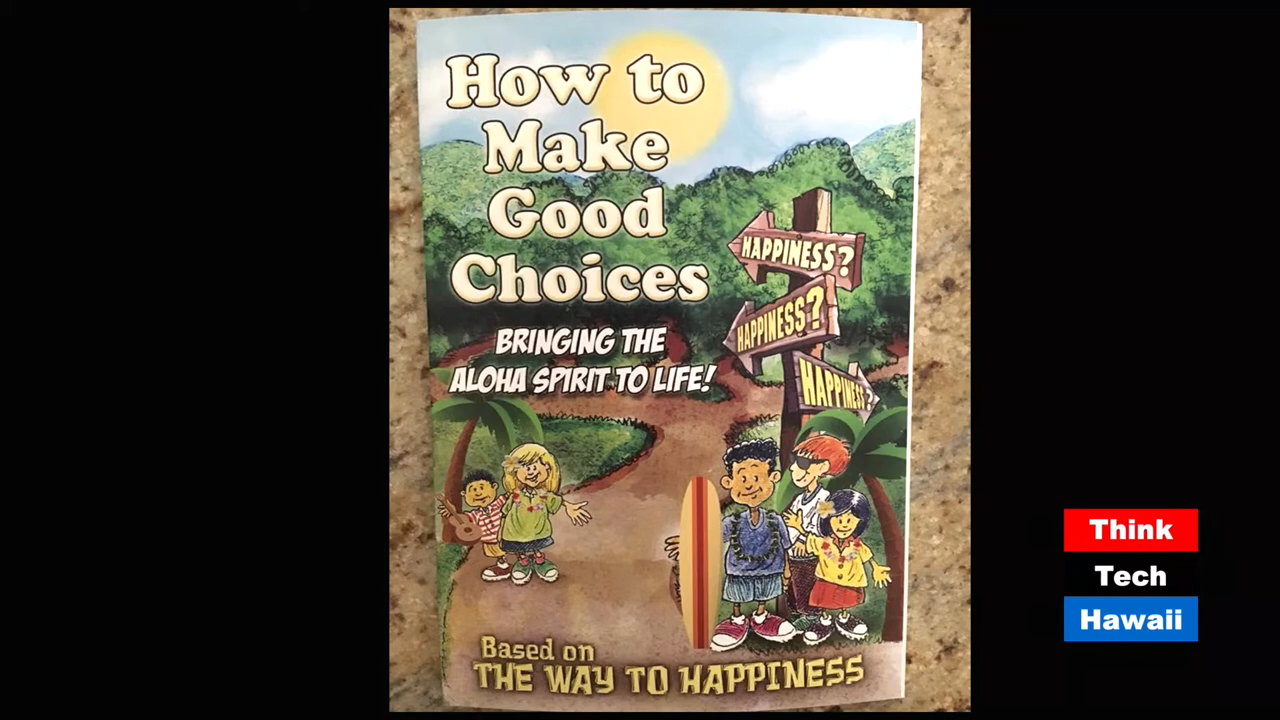 How to
Make
Good
Choices
BRINGING THE
ALOHA SPIRIT TO LIFE!
HAPPINESS?
HAPPINESS?
HAPPINESS?
Based on
THE WAY TO HAPPINESS
Think
Tech
Hawaii